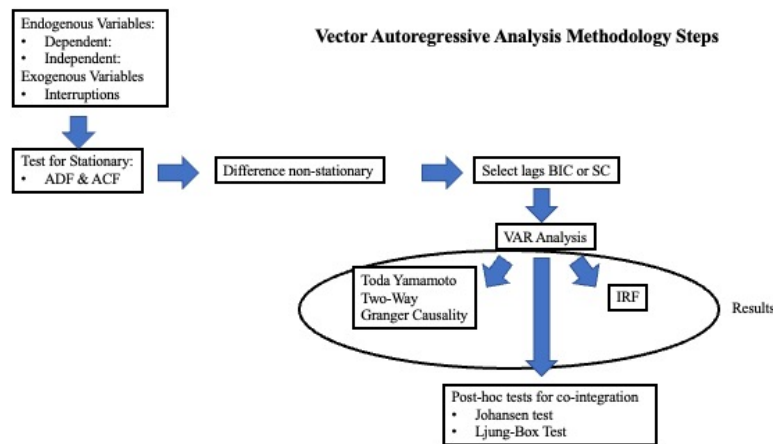 Vector Autoregressive Analysis Methodology Steps
Endogenous Variables:
• Dependent:
• Independent:
Exogenous Variables
• Interruptions
Test for Stationary:
• ADF & ACF
Difference non-stationary
Select lags BIC or SC
VAR Analysis
Toda Yamamoto
Two-Way
Granger Causality
IRF
Results
Post-hoc tests for co-integration
• Johansen test
• Ljung-Box Test